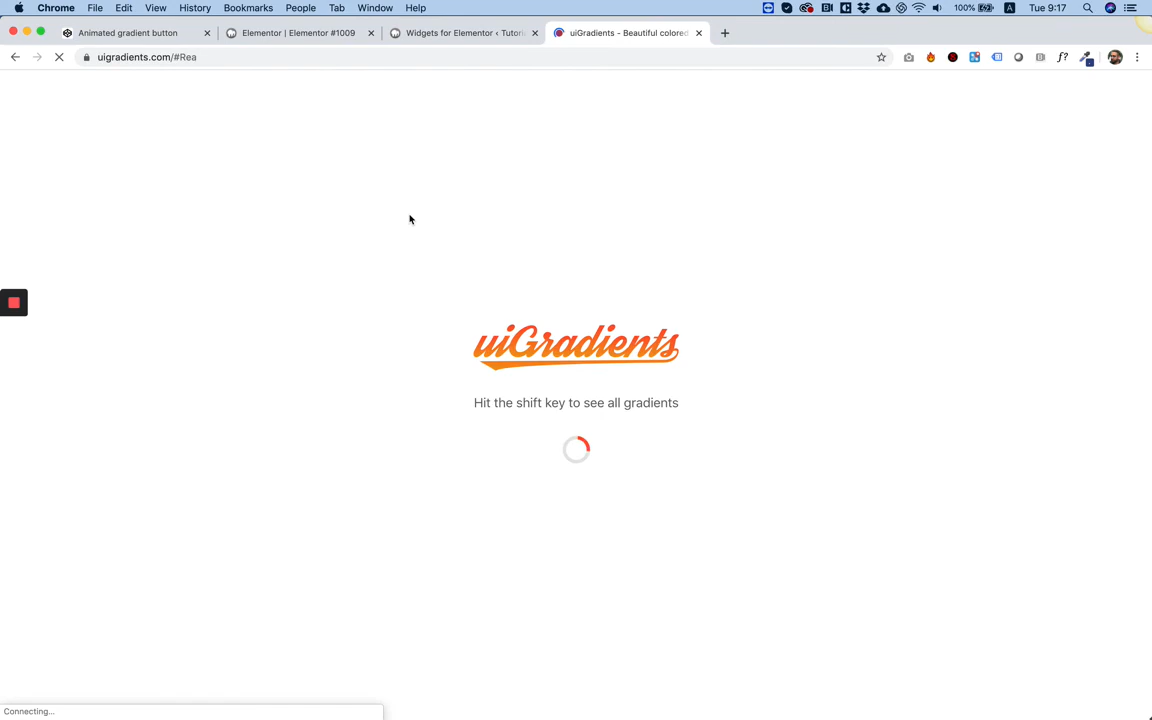 Chrome File Edit View History Bookmarks People Tab Window Help 100% Tue 9:17
Animated gradient button Elementor | Elementor #1009 Widgets for Elementor ‹ Tutori uiGradients - Beautiful colored
uigradients.com/#Rea f?
uiGradients
Hit the shift key to see all gradients
Connecting...